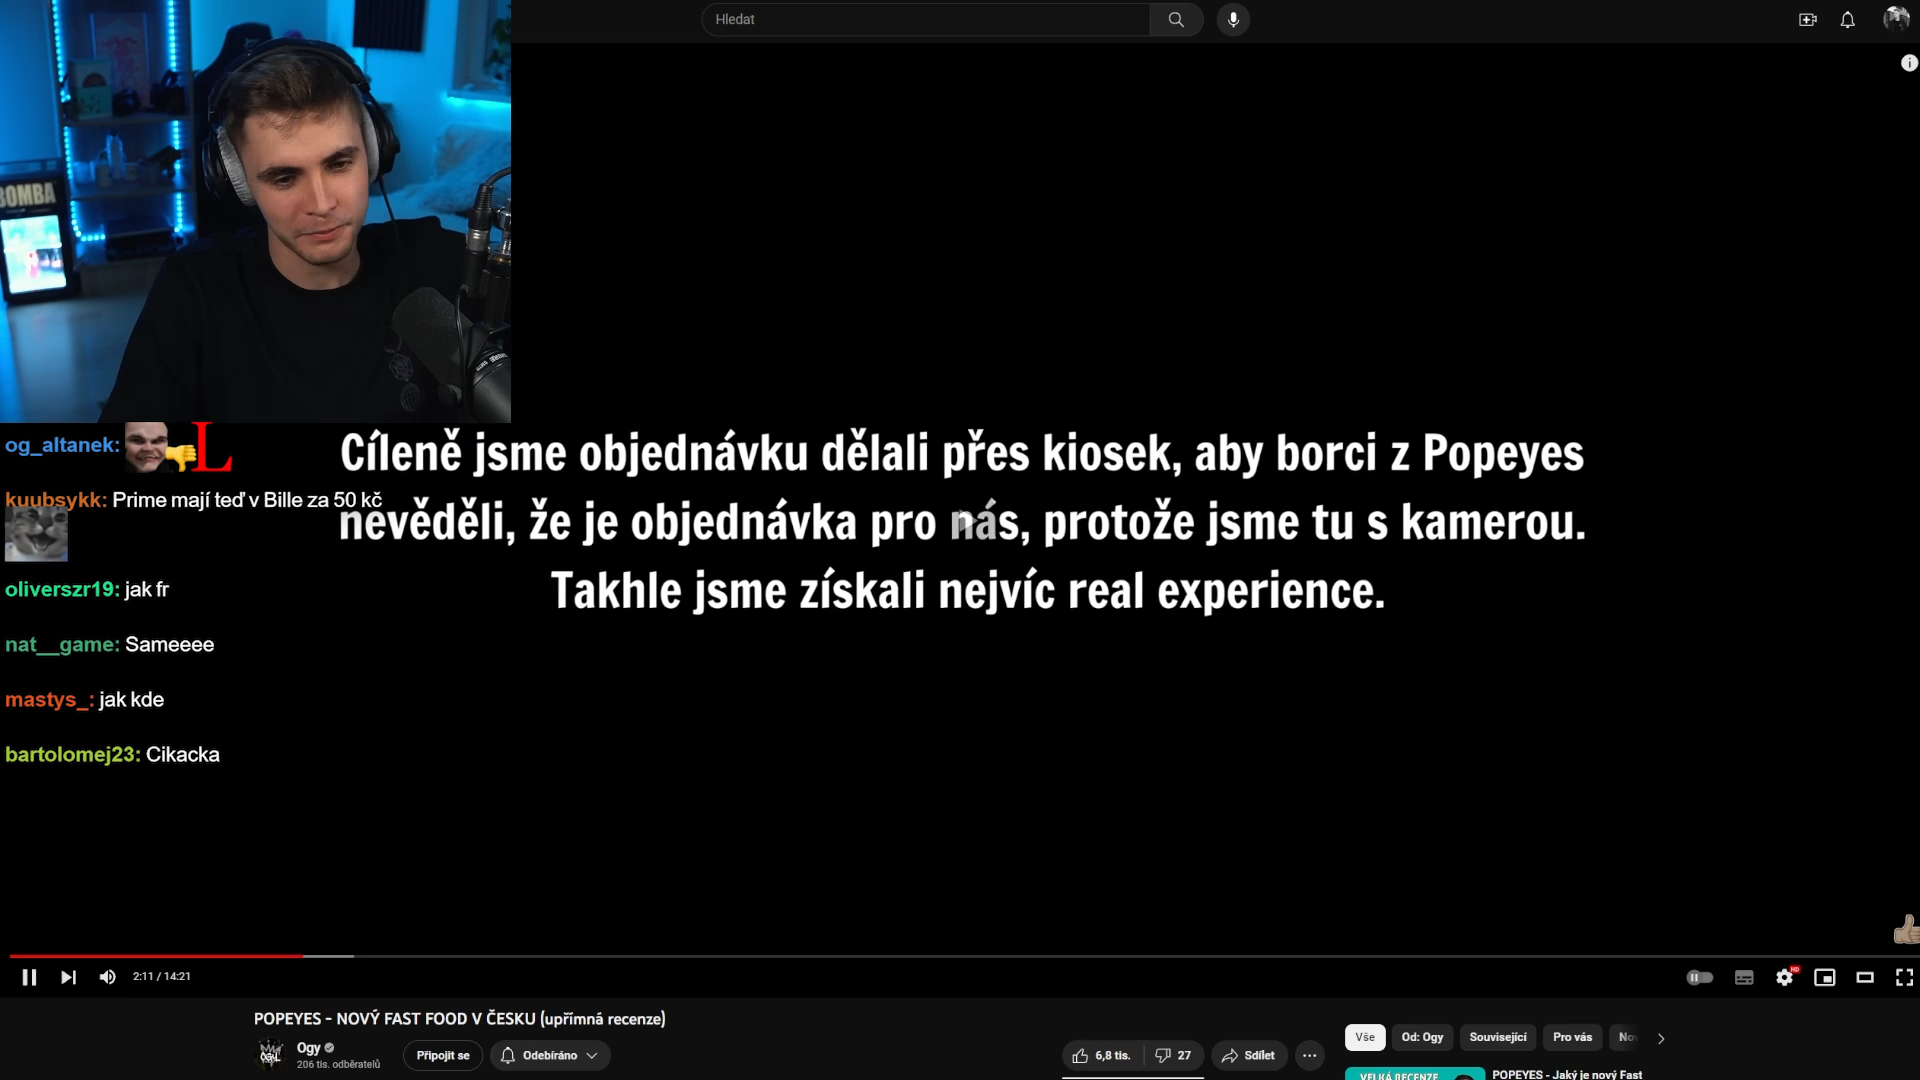 Hledat
BOMBA
og_altanek: L
kuubsykk: Prime mají teď v Bille za 50 kč
oliverszr19: jak fr
nat__game: Sameeee
mastys_: jak kde
bartolomej23: Cikacka
Cíleně jsme objednávku dělali přes kiosek, aby borci z Popeyes
nevěděli, že je objednávka pro nás, protože jsme tu s kamerou.
Takhle jsme získali nejvíc real experience.
2:11 / 14:21
HD
POPEYES - NOVÝ FAST FOOD V ČESKU (upřímná recenze)
Ogy
206 tis. odběratelů
Připojit se
Odebíráno
6,8 tis.
27
Sdílet
Vše
Od: Ogy
Související
Pro vás
VELKÁ RECENZE
POPEYES - Jaký je nový Fast